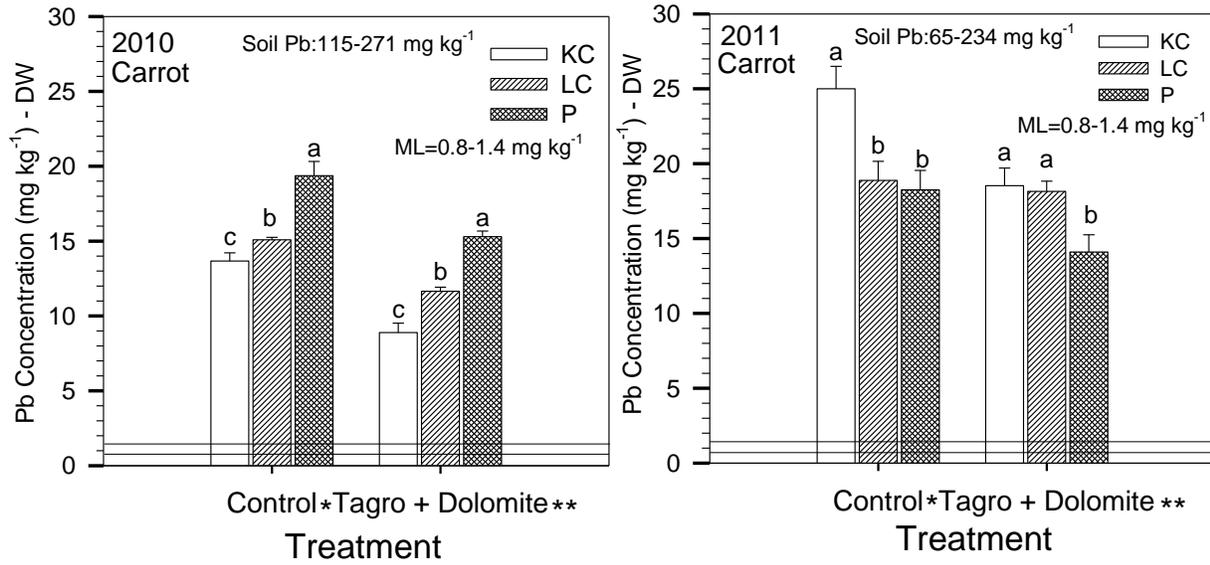 30
25
20
15
10
5
0
Pb Concentration (mg kg⁻¹) - DW
2010
Carrot
Soil Pb:115-271 mg kg⁻¹
KC
LC
P
ML=0.8-1.4 mg kg⁻¹
c
b
a
c
b
a
Control*Tagro + Dolomite**
Treatment
30
25
20
15
10
5
0
Pb Concentration (mg kg⁻¹) - DW
2011
Carrot
Soil Pb:65-234 mg kg⁻¹
KC
LC
P
ML=0.8-1.4 mg kg⁻¹
a
b
b
a
a
b
Control*Tagro + Dolomite**
Treatment